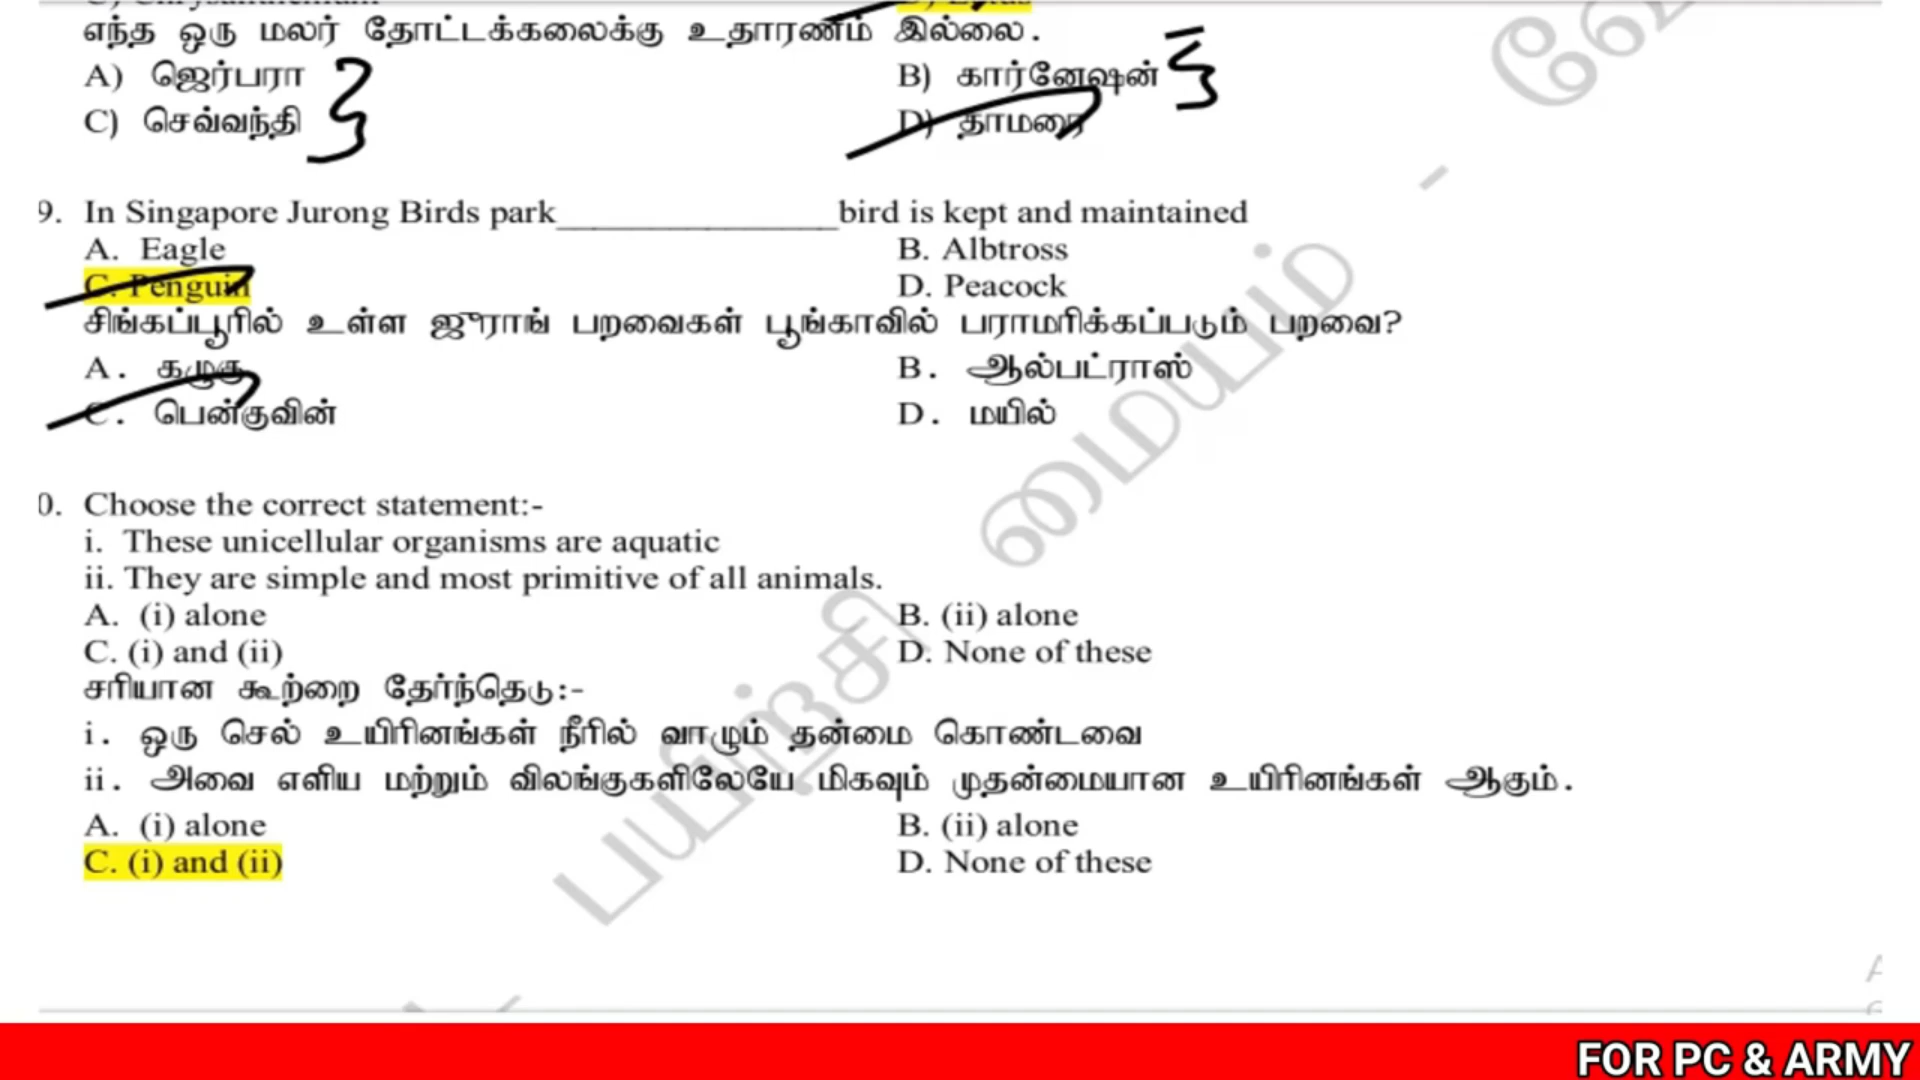 எந்த ஒரு மலர் தோட்டக்கலைக்கு உதாரணம் இல்லை.
A) ஜெர்பரா
B) கார்னேஷன்
C) செவ்வந்தி
D) தாமரை
9. In Singapore Jurong Birds park_______________bird is kept and maintained
A. Eagle
B. Albtross
C. Penguin
D. Peacock
சிங்கப்பூரில் உள்ள ஜுராங் பறவைகள் பூங்காவில் பராமரிக்கப்படும் பறவை?
A. கழுகு
B. ஆல்பட்ராஸ்
C. பென்குவின்
D. மயில்
0. Choose the correct statement:-
i. These unicellular organisms are aquatic
ii. They are simple and most primitive of all animals.
A. (i) alone
B. (ii) alone
C. (i) and (ii)
D. None of these
சரியான கூற்றை தேர்ந்தெடு:-
i. ஒரு செல் உயிரினங்கள் நீரில் வாழும் தன்மை கொண்டவை
ii. அவை எளிய மற்றும் விலங்குகளிலேயே மிகவும் முதன்மையான உயிரினங்கள் ஆகும்.
A. (i) alone
B. (ii) alone
C. (i) and (ii)
D. None of these
பயிற்சி மையம் -
FOR PC & ARMY